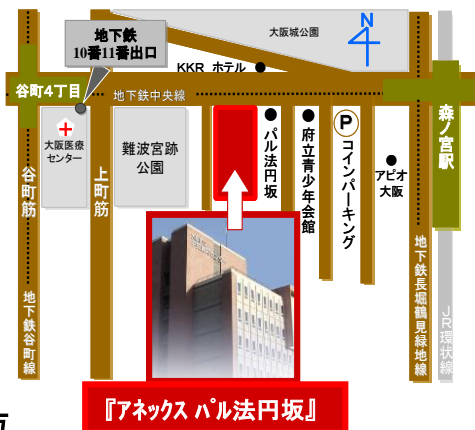 大阪城公園
N
地下鉄
10番11番出口
KKR ホテル
谷町4丁目
地下鉄中央線
大阪医療
センター
難波宮跡
公園
パル法円坂
府立青少年会館
P
コインパーキング
アピオ
大阪
森ノ宮駅
谷町筋
上町筋
地下鉄谷町線
地下鉄長堀鶴見緑地線
JR環状線
『アネックス パル法円坂』